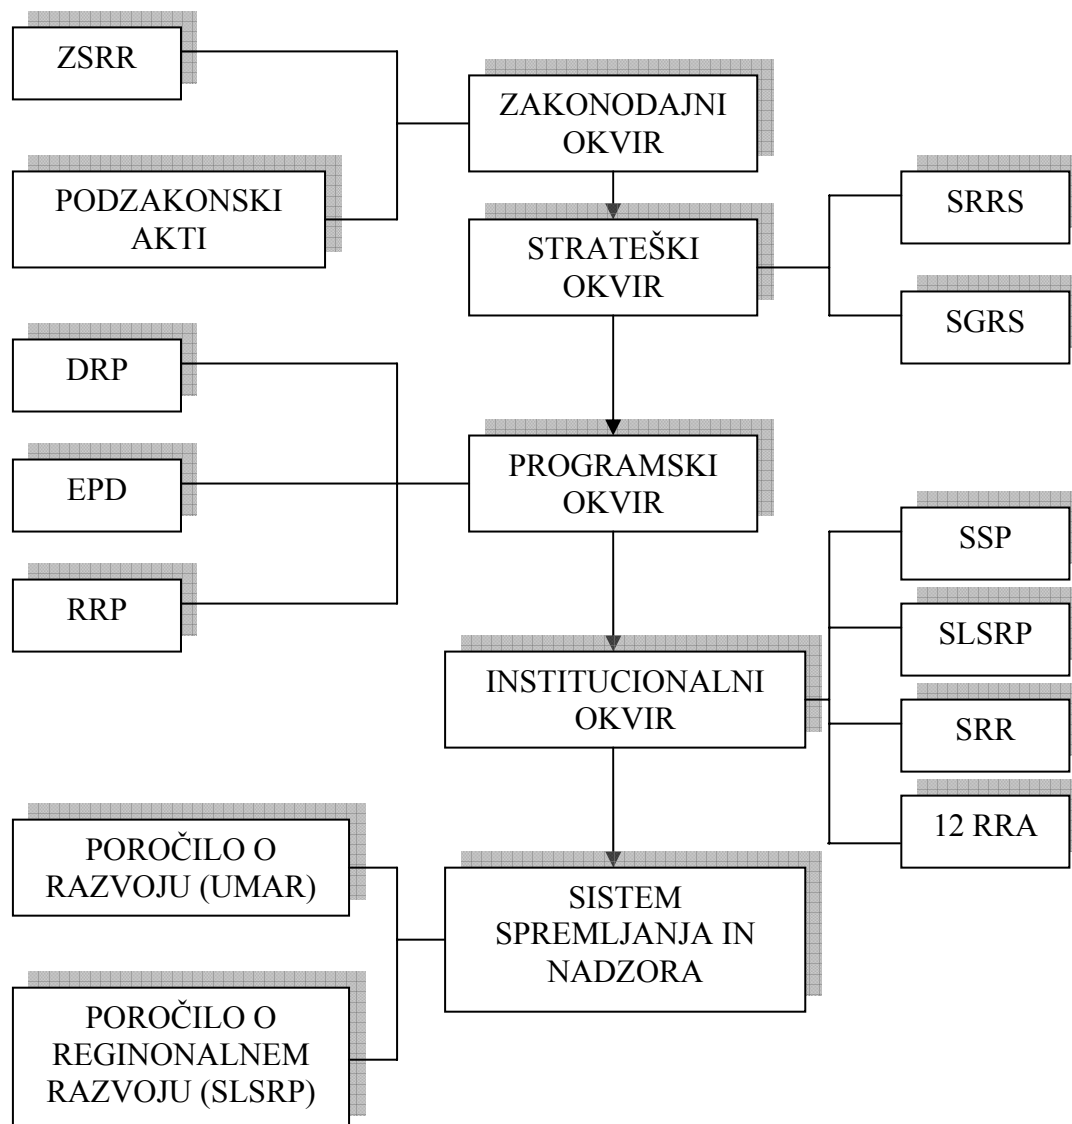 ZSRR
ZAKONODAJNI
OKVIR
PODZAKONSKI
AKTI
STRATEŠKI
OKVIR
SRRS
SGRS
DRP
EPD
RRP
PROGRAMSKI
OKVIR
INSTITUCIONALNI
OKVIR
SSP
SLSRP
SRR
12 RRA
POROČILO O
RAZVOJU (UMAR)
SISTEM
SPREMLJANJA IN
NADZORA
POROČILO O
REGINONALNEM
RAZVOJU (SLSRP)